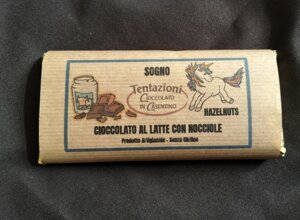 SOGNO
Tentazioni
CIOCCOLATO
IN CASENTINO
HAZELNUTS
CIOCCOLATO AL LATTE CON NOCCIOLE
Prodotto Artigianale - Senza Glutine